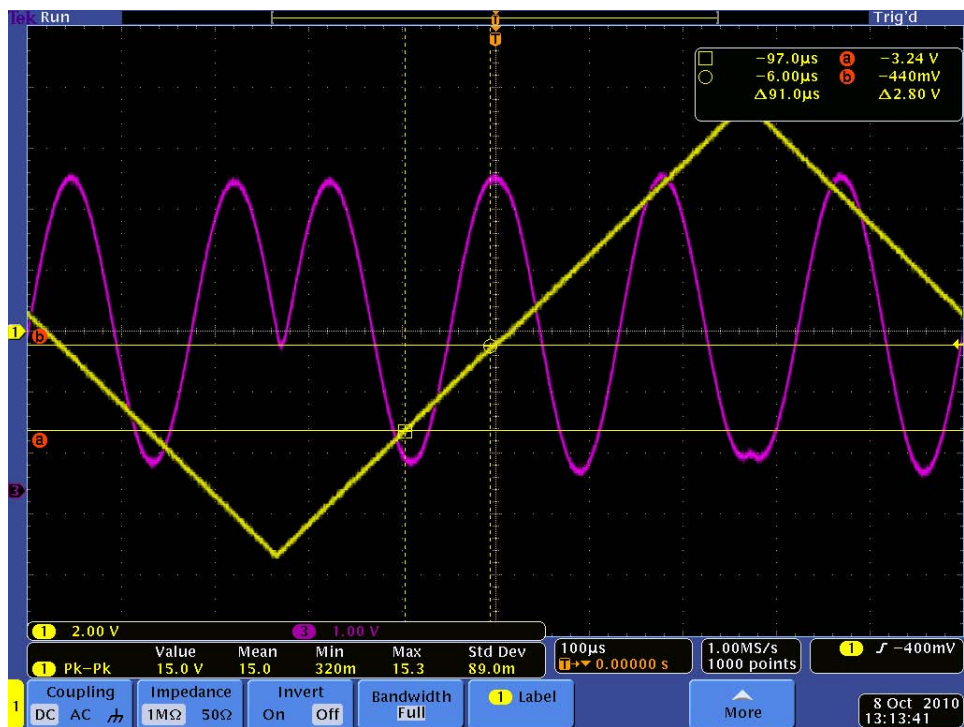 Tek Run Trig'd
T
T
−97.0µs a −3.24 V
−6.00µs b −440mV
Δ91.0µs Δ2.80 V
1
b
a
3
1 2.00 V 3 1.00 V
100µs
T→▼0.00000 s
1.00MS/s
1000 points
1 ∫ −400mV
Value Mean Min Max Std Dev
1 Pk−Pk 15.0 V 15.0 320m 15.3 89.0m
1
Coupling
DC AC
Impedance
1MΩ 50Ω
Invert
On Off
Bandwidth
Full
1 Label
More
8 Oct 2010
13:13:41